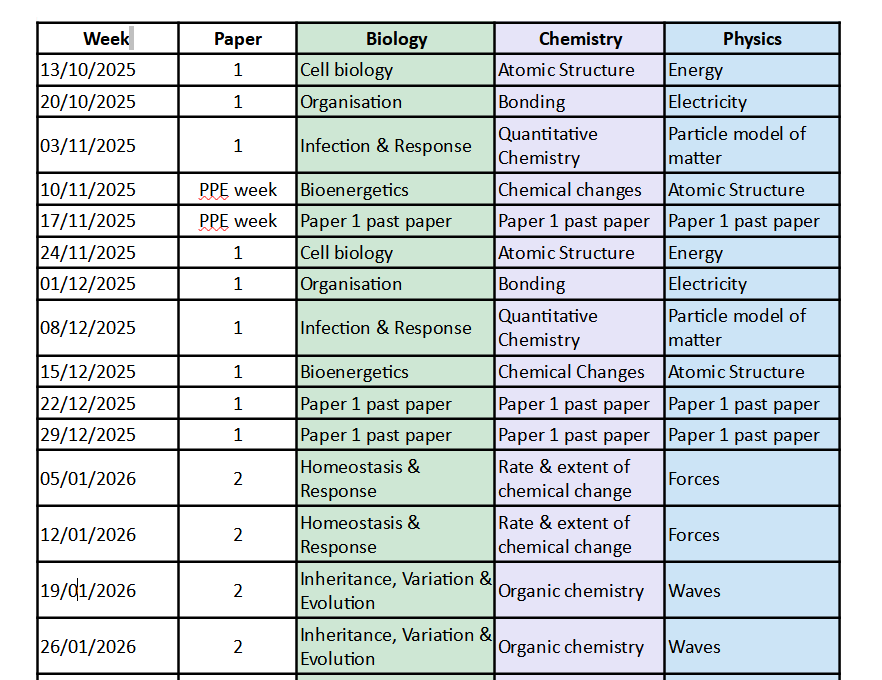 Week Paper Biology Chemistry Physics
13/10/2025 1 Cell biology Atomic Structure Energy
20/10/2025 1 Organisation Bonding Electricity
03/11/2025 1 Infection & Response Quantitative Chemistry Particle model of matter
10/11/2025 PPE week Bioenergetics Chemical changes Atomic Structure
17/11/2025 PPE week Paper 1 past paper Paper 1 past paper Paper 1 past paper
24/11/2025 1 Cell biology Atomic Structure Energy
01/12/2025 1 Organisation Bonding Electricity
08/12/2025 1 Infection & Response Quantitative Chemistry Particle model of matter
15/12/2025 1 Bioenergetics Chemical Changes Atomic Structure
22/12/2025 1 Paper 1 past paper Paper 1 past paper Paper 1 past paper
29/12/2025 1 Paper 1 past paper Paper 1 past paper Paper 1 past paper
05/01/2026 2 Homeostasis & Response Rate & extent of chemical change Forces
12/01/2026 2 Homeostasis & Response Rate & extent of chemical change Forces
19/01/2026 2 Inheritance, Variation & Evolution Organic chemistry Waves
26/01/2026 2 Inheritance, Variation & Evolution Organic chemistry Waves